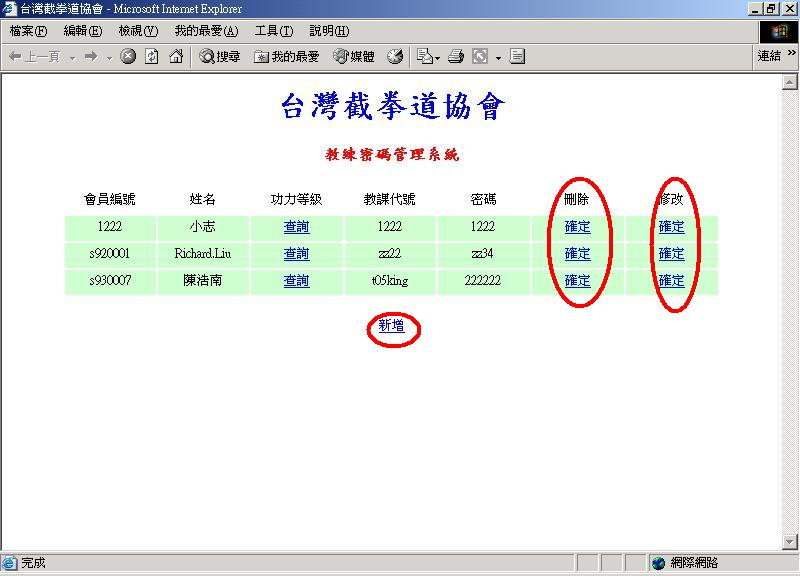 台灣截拳道協會 - Microsoft Internet Explorer
檔案(F) 編輯(E) 檢視(V) 我的最愛(A) 工具(T) 說明(H)
上一頁 搜尋 我的最愛 媒體 連結 »
台灣截拳道協會
教練密碼管理系統
會員編號 姓名 功力等級 教課代號 密碼 刪除 修改
1222 小志 查詢 1222 1222 確定 確定
s920001 Richard.Liu 查詢 zz22 zz34 確定 確定
s930007 陳浩南 查詢 t05king 222222 確定 確定
新增
完成 網際網路